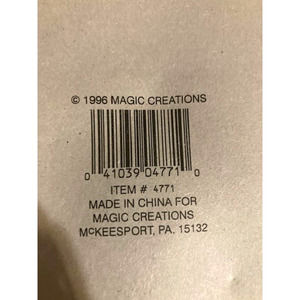 © 1996 MAGIC CREATIONS
0 41039 04771 0
ITEM # 4771
MADE IN CHINA FOR
MAGIC CREATIONS
McKEESPORT, PA. 15132